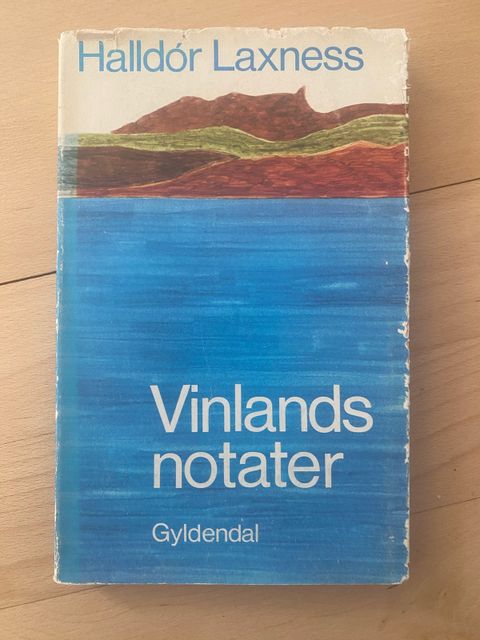 Halldór Laxness
Vinlands
notater
Gyldendal